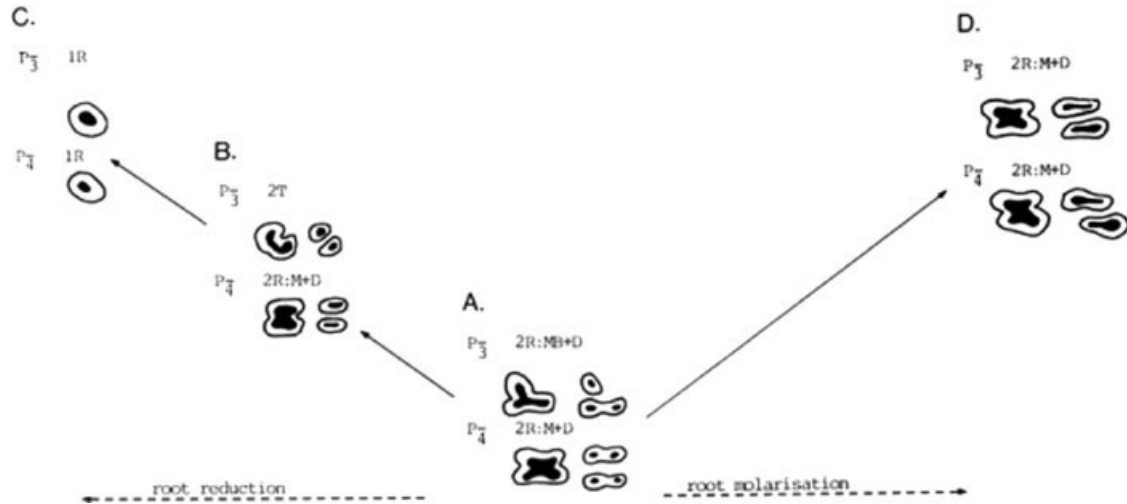 C.
P3̄ 1R
P4̄ 1R
B.
P3̄ 2T
P4̄ 2R:M+D
A.
P3̄ 2R:MB+D
P4̄ 2R:M+D
D.
P3̄ 2R:M+D
P4̄ 2R:M+D
root reduction
root molarisation